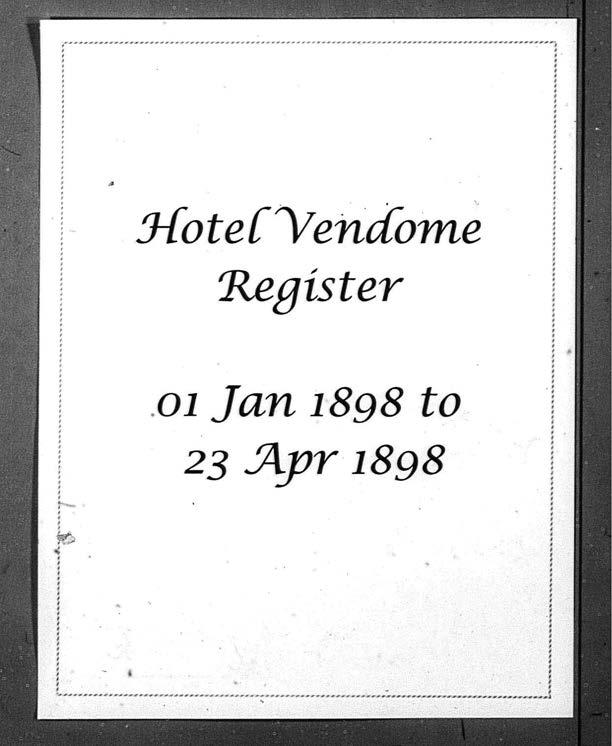 Hotel Vendome
Register
01 Jan 1898 to
23 Apr 1898